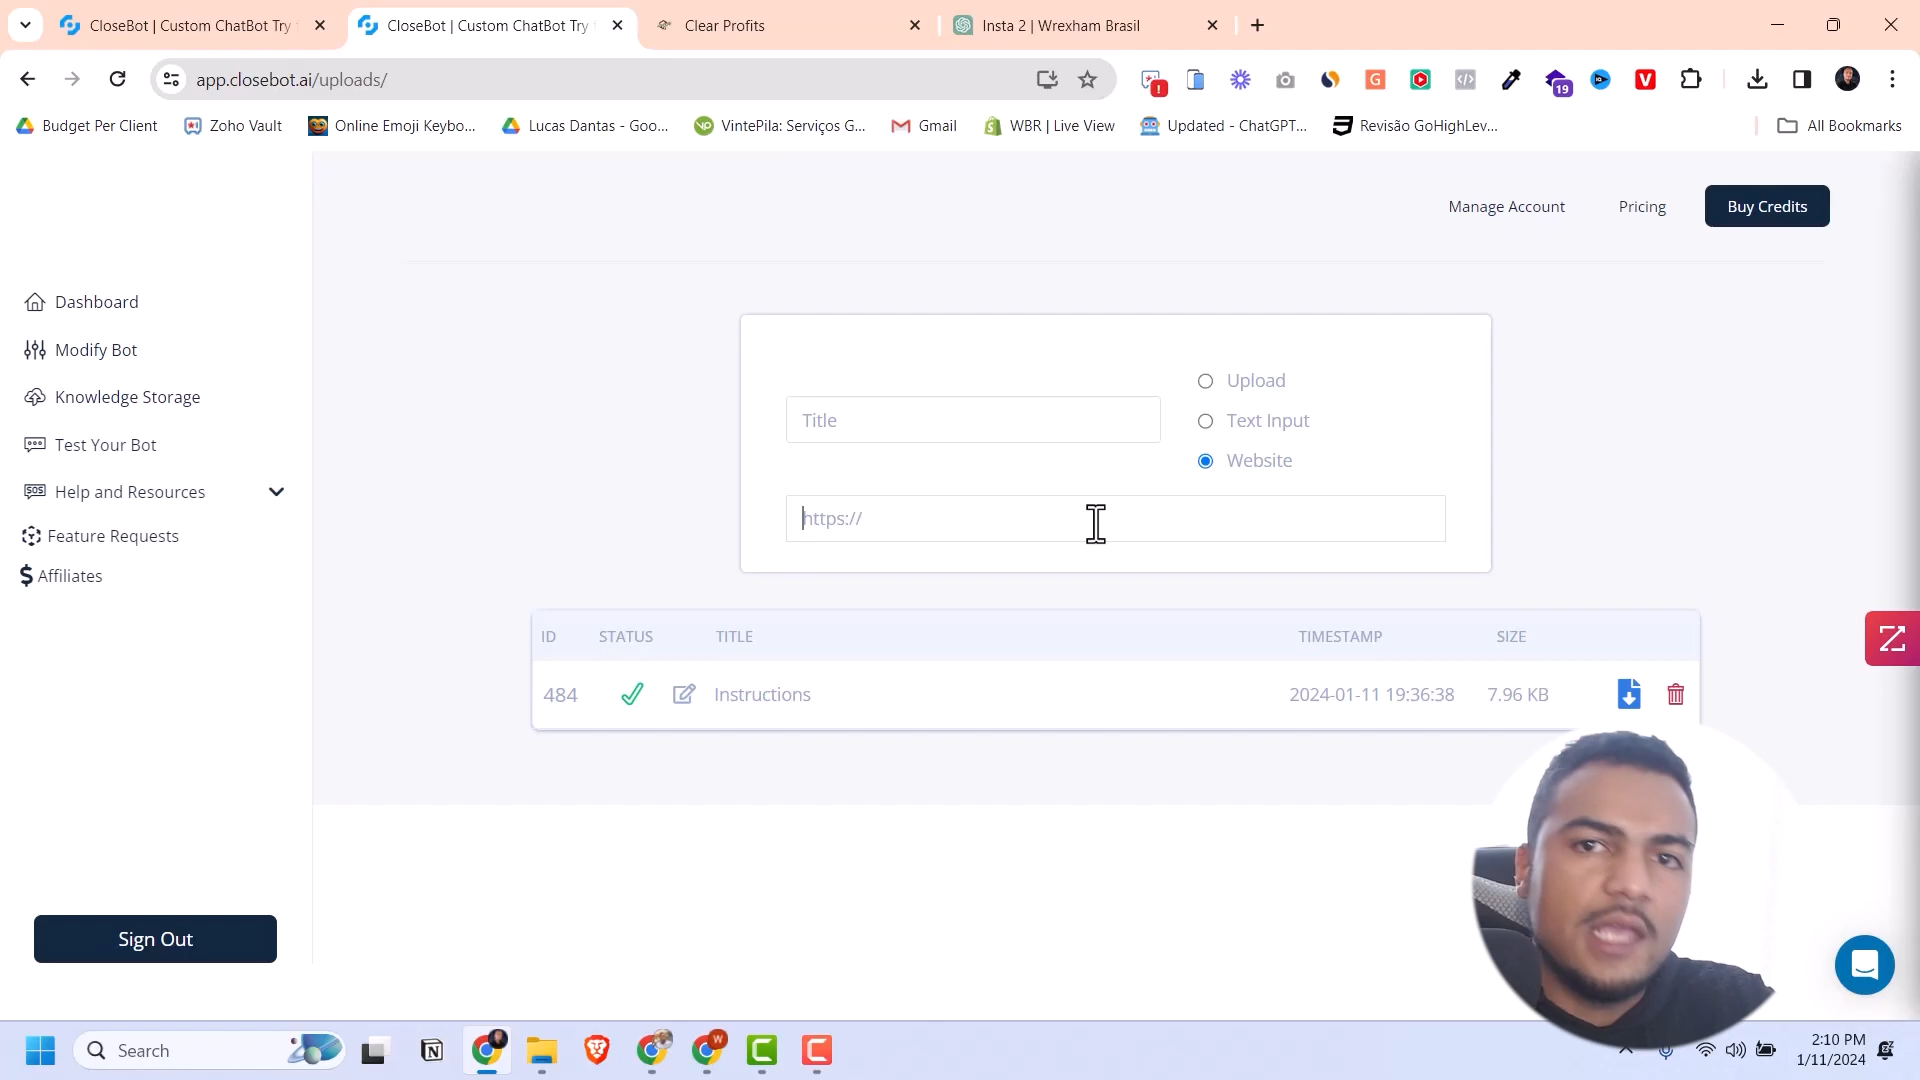 CloseBot | Custom ChatBot Try
CloseBot | Custom ChatBot Try
Clear Profits
Insta 2 | Wrexham Brasil
app.closebot.ai/uploads/
19
Budget Per Client
Zoho Vault
Online Emoji Keybo...
Lucas Dantas - Goo...
VintePila: Serviços G...
Gmail
WBR | Live View
Updated - ChatGPT...
Revisão GoHighLev...
All Bookmarks
Manage Account
Pricing
Buy Credits
Dashboard
Modify Bot
Knowledge Storage
Test Your Bot
Help and Resources
Feature Requests
Affiliates
Sign Out
Title
Upload
Text Input
Website
https://
ID STATUS TITLE TIMESTAMP SIZE
484 Instructions 2024-01-11 19:36:38 7.96 KB
Search
2:10 PM
1/11/2024